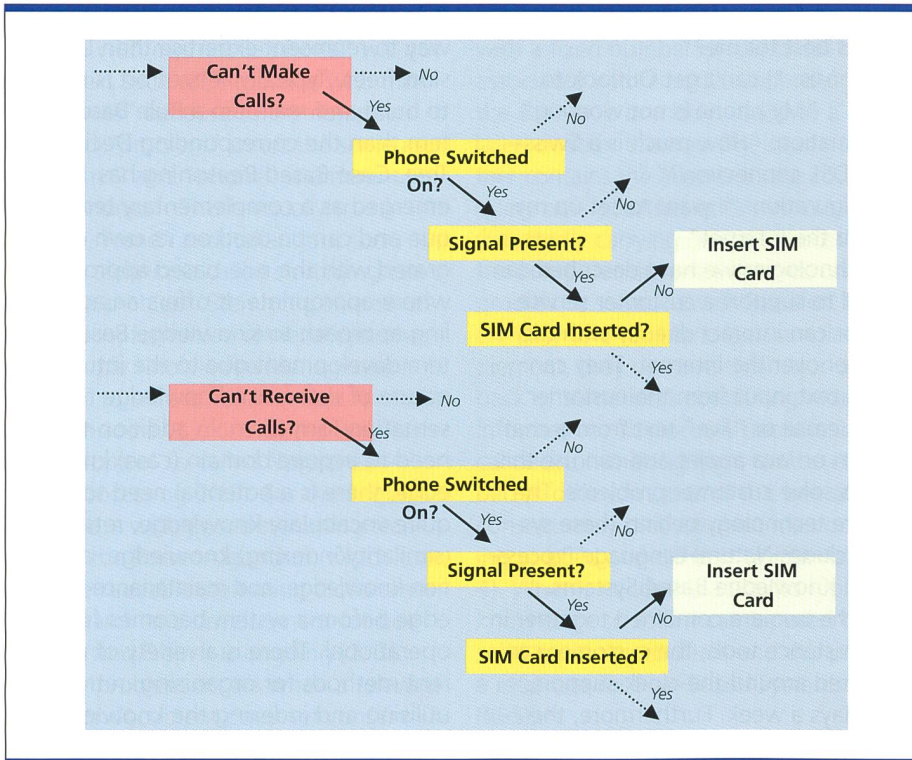 Can't Make
Calls?
No
Yes
No
Phone Switched
On?
Yes
No
Signal Present?
Yes
No
Insert SIM
Card
SIM Card Inserted?
Yes
Can't Receive
Calls?
No
Yes
No
Phone Switched
On?
Yes
No
Signal Present?
Yes
No
Insert SIM
Card
SIM Card Inserted?
Yes